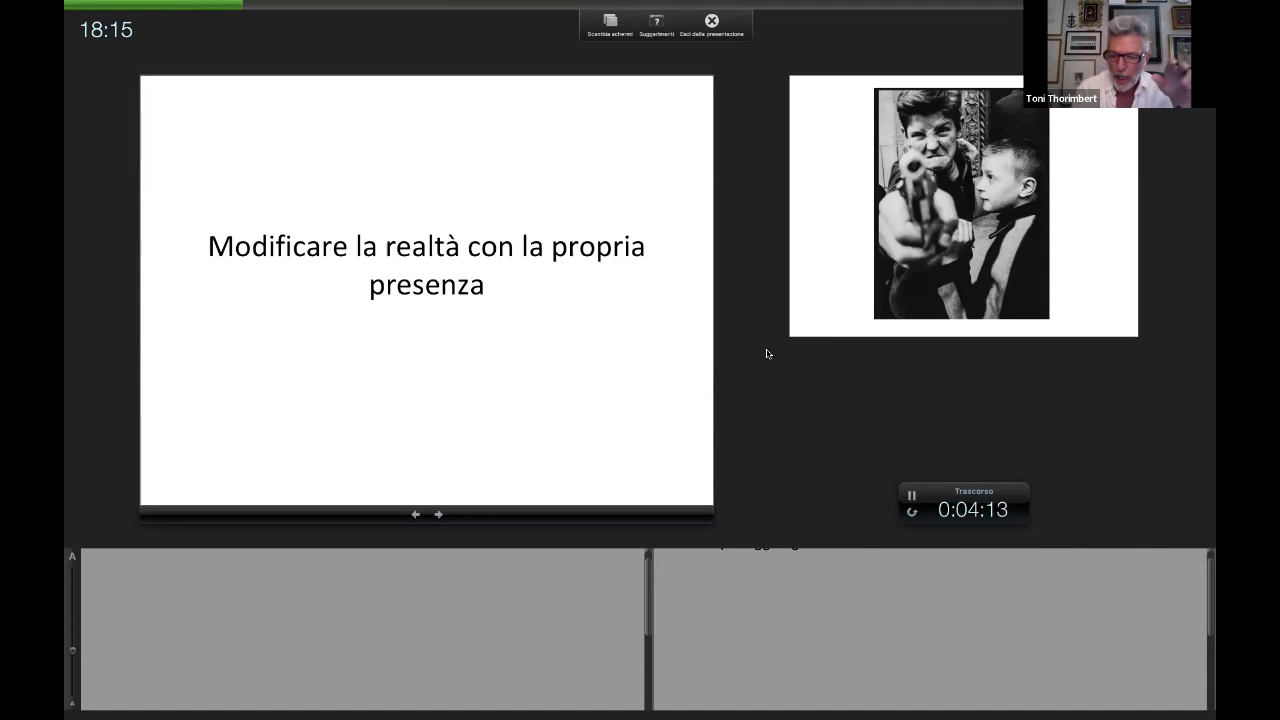 18:15
Scambia schermi
Suggerimenti
Esci dalla presentazione
Toni Thorimbert
Modificare la realtà con la propria
presenza
Trascorso
0:04:13
A
A